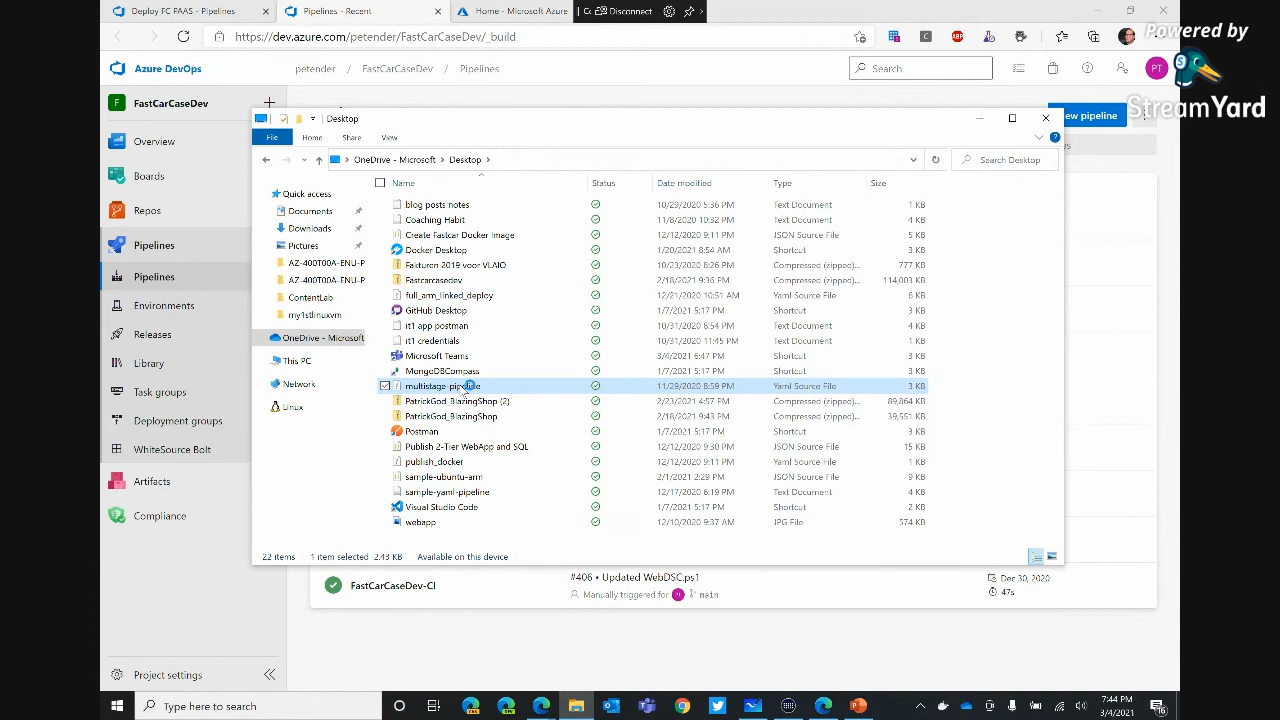 Deploy FC PAAS - Pipelines
Pipelines - Recent
Home - Microsoft Azure
Disconnect
https://dev.azure.com/petender/FastCarCaseDev/_build
ABP
Powered by
StreamYard
Azure DevOps
petender / FastCarCaseDev / Pipelines
Search
PT
F FastCarCaseDev
Overview
Boards
Repos
Pipelines
Pipelines
Environments
Releases
Library
Task groups
Deployment groups
WhiteSource Bolt
Artifacts
Compliance
Project settings
ew pipeline
Desktop
File Home Share View
OneDrive - Microsoft > Desktop >
Search Desktop
Quick access
Documents
Downloads
Pictures
AZ-400T00A-ENU-P
AZ-400T00A-ENU-P
ContentLab
my1stlinuxvm
OneDrive - Microsoft
This PC
Network
Linux
Name Status Date modified Type Size
blog posts notes 10/29/2020 5:36 PM Text Document 1 KB
Coaching Habit 11/8/2020 10:32 PM Text Document 4 KB
Create Fastcar Docker Image 12/12/2020 9:11 PM JSON Source File 5 KB
Docker Desktop 1/20/2021 8:54 AM Shortcut 3 KB
Fakturen 2019 voor VLAIO 10/23/2020 8:26 PM Compressed (zipped)... 777 KB
Fastcarcasedev 2/18/2021 9:36 PM Compressed (zipped)... 114,003 KB
full_arm_linked_deploy 12/21/2020 10:51 AM Yaml Source File 6 KB
GitHub Desktop 1/7/2021 5:17 PM Shortcut 3 KB
it1 app postman 10/31/2020 8:54 PM Text Document 4 KB
it1 credentials 10/31/2020 11:45 PM Text Document 1 KB
Microsoft Teams 3/4/2021 6:47 PM Shortcut 3 KB
MongoDBCompass 1/7/2021 5:17 PM Shortcut 3 KB
multistage-pipeline 11/29/2020 8:59 PM Yaml Source File 3 KB
PatrickGod_BlazingShop (2) 2/23/2021 4:57 PM Compressed (zipped)... 89,864 KB
PatrickGod_BlazingShop 2/18/2021 9:43 PM Compressed (zipped)... 39,551 KB
Postman 1/7/2021 5:17 PM Shortcut 3 KB
Publish 2-Tier WebApp and SQL 12/12/2020 9:30 PM JSON Source File 15 KB
publish_docker 12/12/2020 9:11 PM Yaml Source File 1 KB
sample-ubuntu-arm 2/1/2021 2:29 PM JSON Source File 9 KB
sample-yaml-pipeline 12/17/2020 6:19 PM Text Document 4 KB
Visual Studio Code 1/7/2021 5:17 PM Shortcut 2 KB
webapp 12/10/2020 9:37 AM JPG File 574 KB
22 items 1 item selected 2.43 KB Available on this device
FastCarCaseDev-CI
#406 • Updated WebDSC.ps1
Manually triggered for PT main
Dec 30, 2020
47s
Type here to search
7:44 PM
3/4/2021